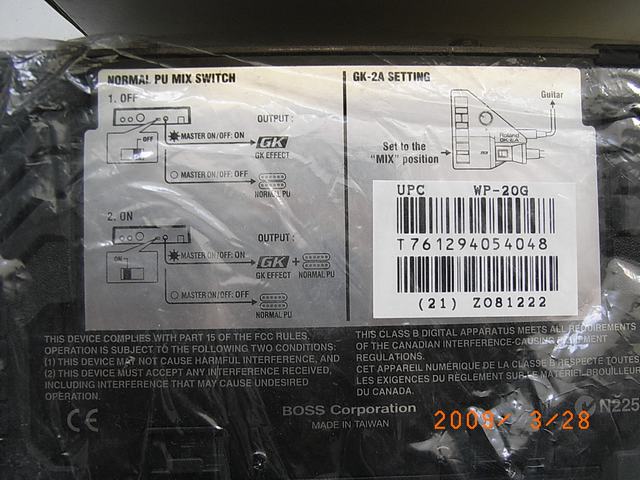 NORMAL PU MIX SWITCH
1. OFF
OFF
OUTPUT :
MASTER ON/OFF: ON
GK
GK EFFECT
MASTER ON/OFF: OFF
NORMAL PU
2. ON
ON
OUTPUT :
MASTER ON/OFF: ON
GK + 
GK EFFECT NORMAL PU
MASTER ON/OFF: OFF
NORMAL PU
GK-2A SETTING
Guitar
Roland
GK-2A
Set to the
"MIX" position
UPC WP-20G
T761294054048
(21) ZO81222
THIS DEVICE COMPLIES WITH PART 15 OF THE FCC RULES.
OPERATION IS SUBJECT TO THE FOLLOWING TWO CONDITIONS:
(1) THIS DEVICE MAY NOT CAUSE HARMFUL INTERFERENCE, AND
(2) THIS DEVICE MUST ACCEPT ANY INTERFERENCE RECEIVED,
INCLUDING INTERFERENCE THAT MAY CAUSE UNDESIRED
OPERATION.
THIS CLASS B DIGITAL APPARATUS MEETS ALL REQUIREMENTS
OF THE CANADIAN INTERFERENCE-CAUSING EQUIPMENT
REGULATIONS.
CET APPAREIL NUMÉRIQUE DE LA CLASSE B RESPECTE TOUTES
LES EXIGENCES DU RÈGLEMENT SUR LE MATÉRIEL BROUILLEUR
DU CANADA.
CE
BOSS Corporation
MADE IN TAIWAN
N225
2009/ 3/28